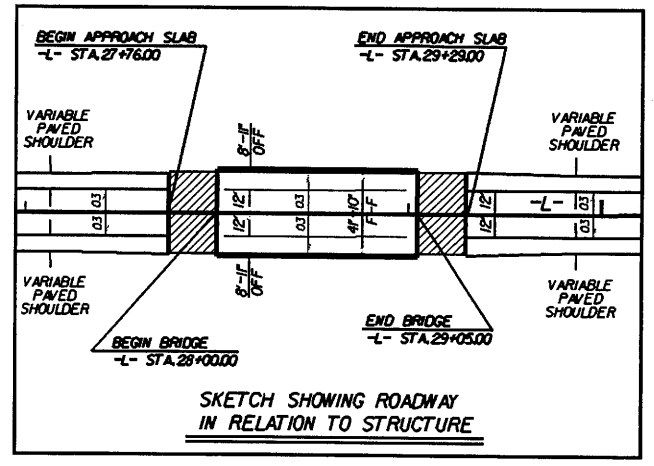 BEGIN APPROACH SLAB
-L- STA.27+76.00
END APPROACH SLAB
-L- STA.29+29.00
VARIABLE
PAVED
SHOULDER
8'-11"
OFF
VARIABLE
PAVED
SHOULDER
12'
12'
.03
.03
12'
12'
.03
.03
41'-10"
F-F
12'
12'
-L-
.03
.03
VARIABLE
PAVED
SHOULDER
8'-11"
OFF
VARIABLE
PAVED
SHOULDER
BEGIN BRIDGE
-L- STA.28+00.00
END BRIDGE
-L- STA.29+05.00
SKETCH SHOWING ROADWAY
IN RELATION TO STRUCTURE